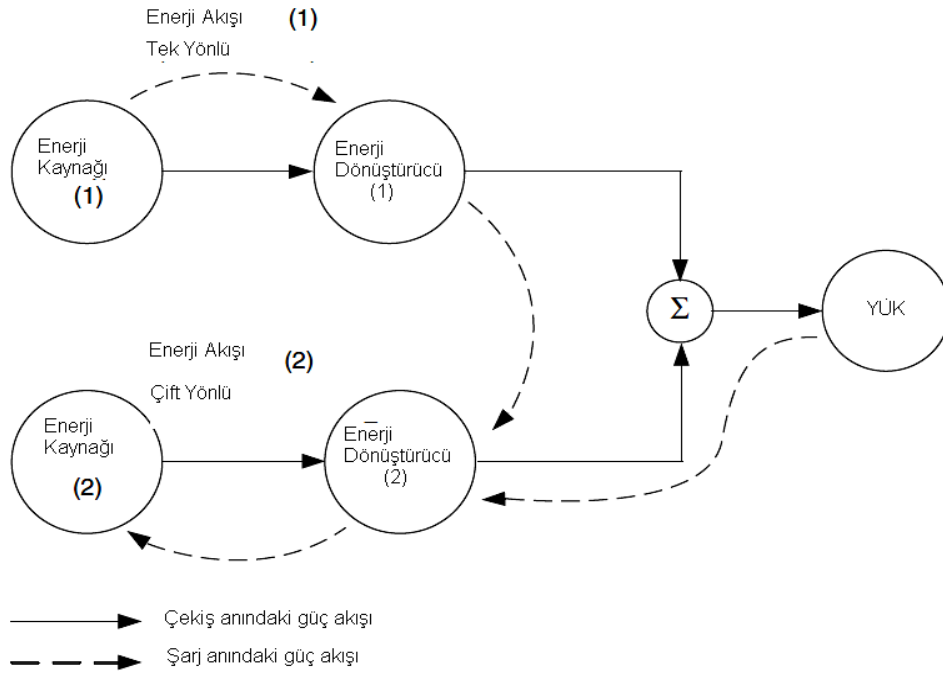 Enerji Akışı (1)
Tek Yönlü
Enerji
Kaynağı
(1)
Enerji
Dönüştürücü
(1)
Σ
YÜK
Enerji Akışı (2)
Çift Yönlü
Enerji
Kaynağı
(2)
Enerji
Dönüştürücü
(2)
Çekiş anındaki güç akışı
Şarj anındaki güç akışı